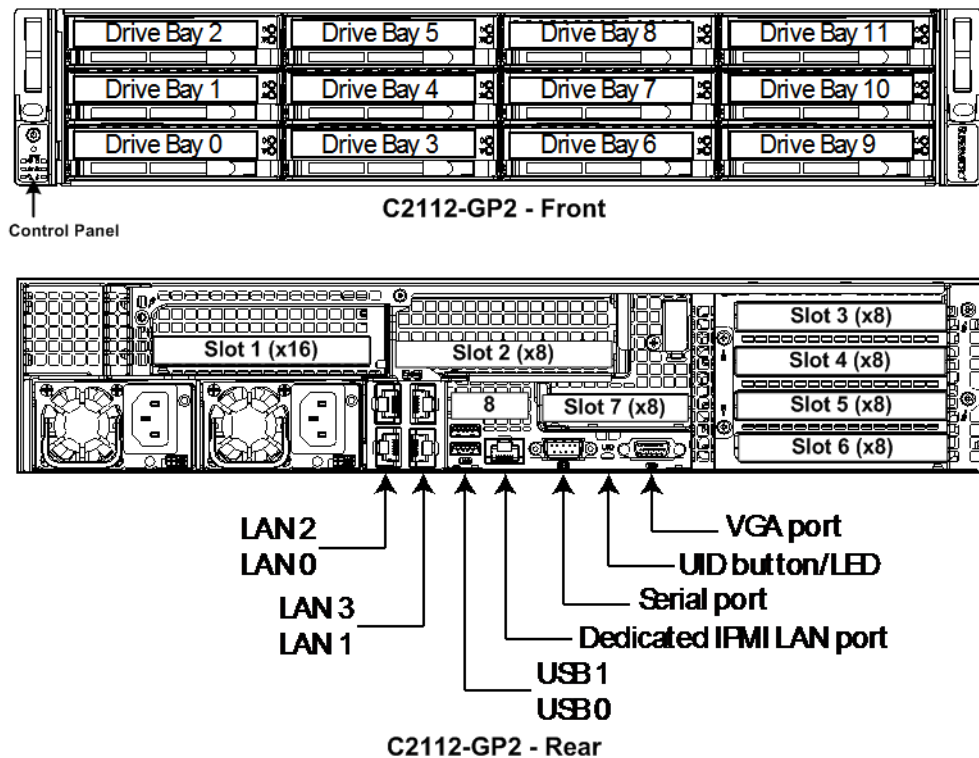 Drive Bay 2 Drive Bay 5 Drive Bay 8 Drive Bay 11
Drive Bay 1 Drive Bay 4 Drive Bay 7 Drive Bay 10
Drive Bay 0 Drive Bay 3 Drive Bay 6 Drive Bay 9
C2112-GP2 - Front
Control Panel
Slot 1 (x16)
Slot 2 (x8)
Slot 3 (x8)
Slot 4 (x8)
Slot 5 (x8)
Slot 6 (x8)
8
Slot 7 (x8)
LAN 2
LAN 0
LAN 3
LAN 1
VGA port
UID button/LED
Serial port
Dedicated IPMI LAN port
USB 1
USB 0
C2112-GP2 - Rear